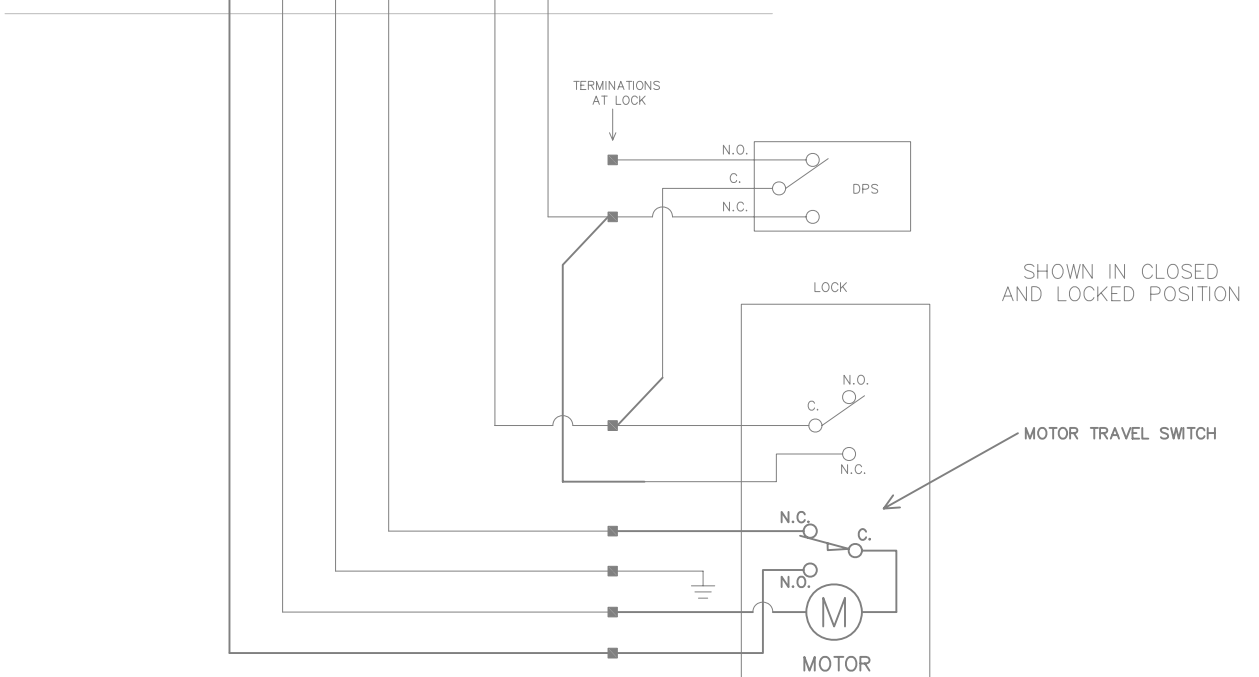 TERMINATIONS
AT LOCK
N.O.
C.
DPS
N.C.
SHOWN IN CLOSED
AND LOCKED POSITION
LOCK
N.O.
C.
MOTOR TRAVEL SWITCH
N.C.
N.C.
C.
N.O.
M
MOTOR